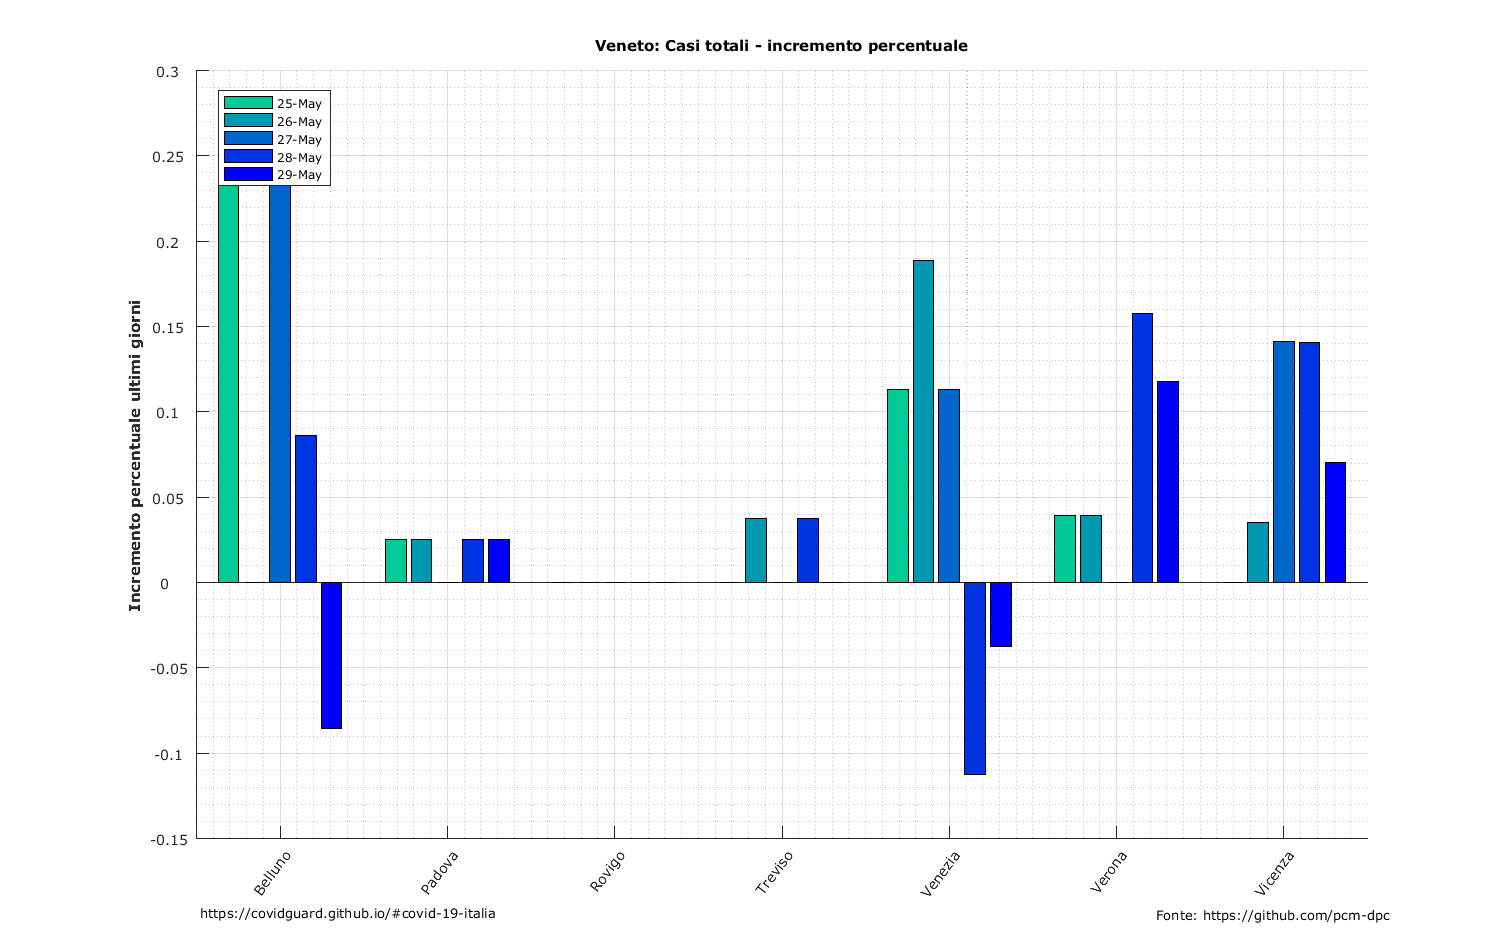 Veneto: Casi totali - incremento percentuale
Incremento percentuale ultimi giorni
0.3
0.25
0.2
0.15
0.1
0.05
0
-0.05
-0.1
-0.15
25-May
26-May
27-May
28-May
29-May
Belluno
Padova
Rovigo
Treviso
Venezia
Verona
Vicenza
https://covidguard.github.io/#covid-19-italia
Fonte: https://github.com/pcm-dpc